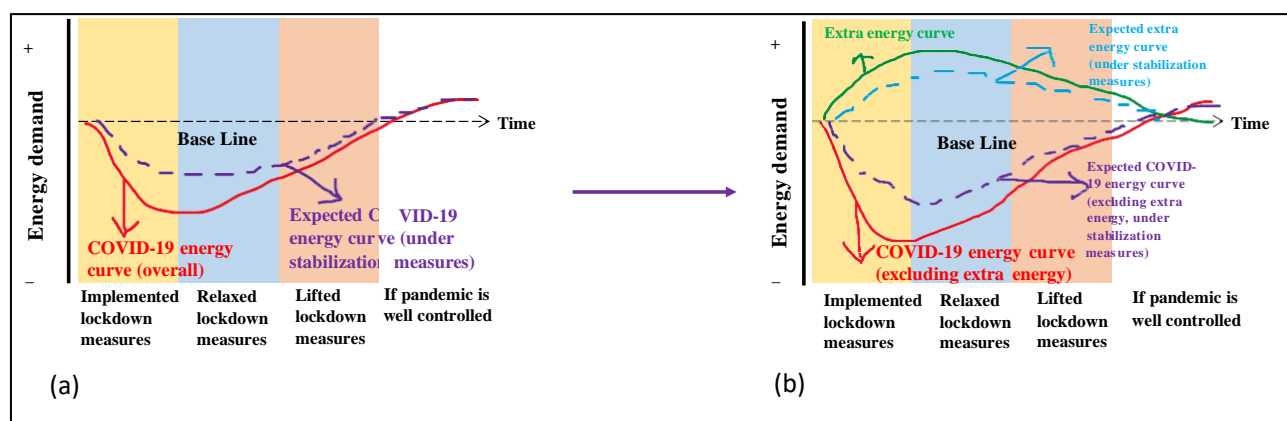 +
Energy demand
−
Base Line
Time
COVID-19 energy
curve (overall)
Expected C VID-19
energy curve (under
stabilization measures)
Implemented
lockdown
measures
Relaxed
lockdown
measures
Lifted
lockdown
measures
If pandemic is
well controlled
(a)
+
Energy demand
−
Extra energy curve
Expected extra
energy curve
(under stabilization
measures)
Time
Base Line
Expected COVID-
19 energy curve
(excluding extra
energy, under
stabilization
measures)
COVID-19 energy curve
(excluding extra energy)
Implemented
lockdown
measures
Relaxed
lockdown
measures
Lifted
lockdown
measures
If pandemic is
well controlled
(b)